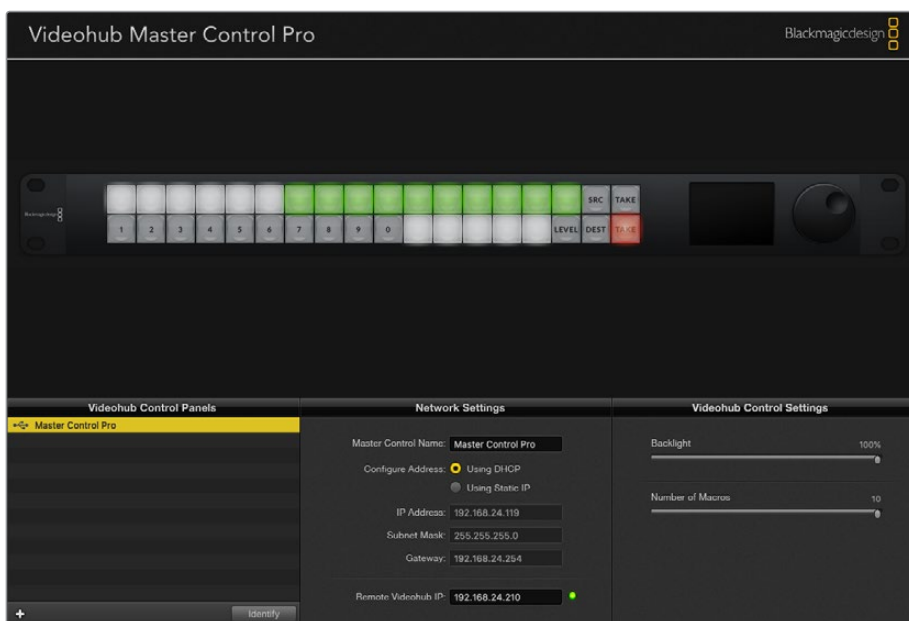 Videohub Master Control Pro
Blackmagicdesign
Blackmagicdesign
SRC TAKE
1 2 3 4 5 6 7 8 9 0 LEVEL DEST TAKE
Videohub Control Panels
Master Control Pro
Identify
Network Settings
Master Control Name: Master Control Pro
Configure Address: Using DHCP
Using Static IP
IP Address: 192.168.24.119
Subnet Mask: 255.255.255.0
Gateway: 192.168.24.254
Remote Videohub IP: 192.168.24.210
Videohub Control Settings
Backlight 100%
Number of Macros 10